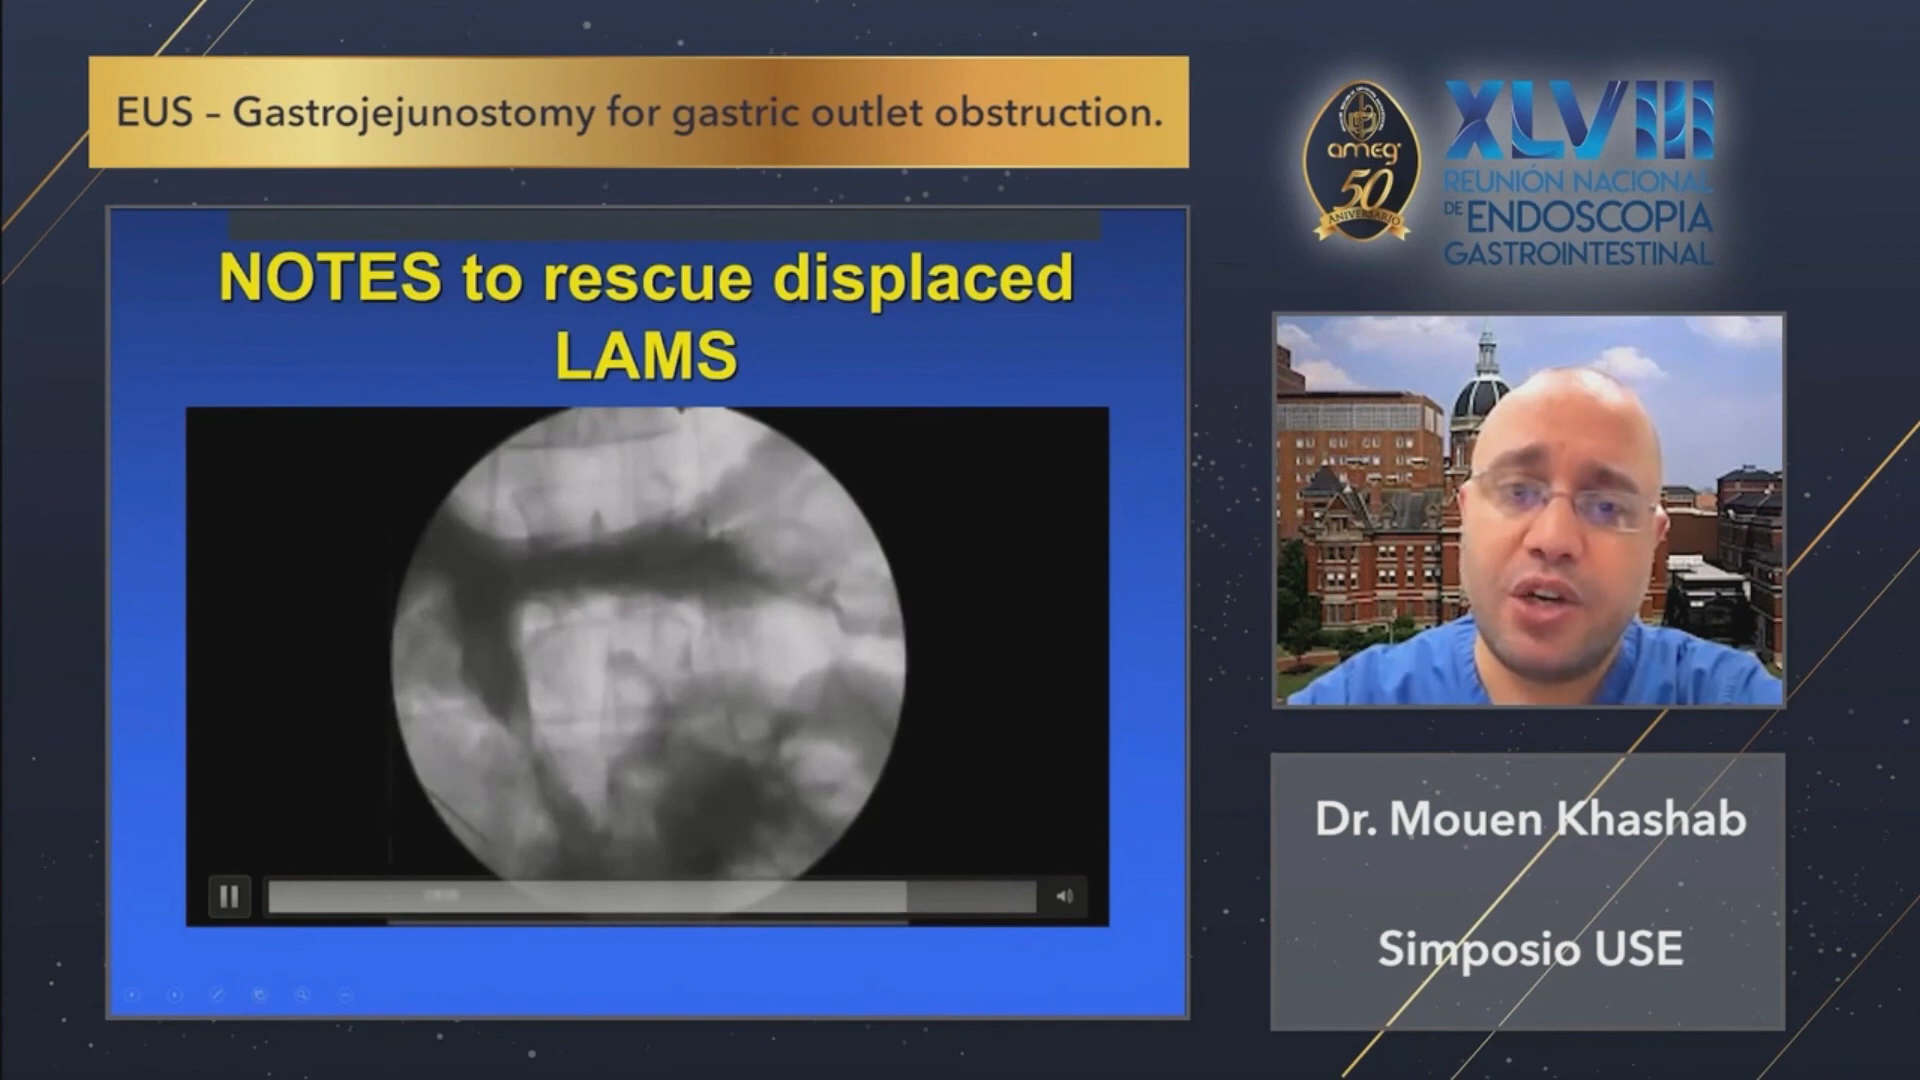 EUS – Gastrojejunostomy for gastric outlet obstruction.
NOTES to rescue displaced
LAMS
ameg
50
ANIVERSARIO
XLVIII
REUNIÓN NACIONAL
DE ENDOSCOPIA
GASTROINTESTINAL
Dr. Mouen Khashab
Simposio USE